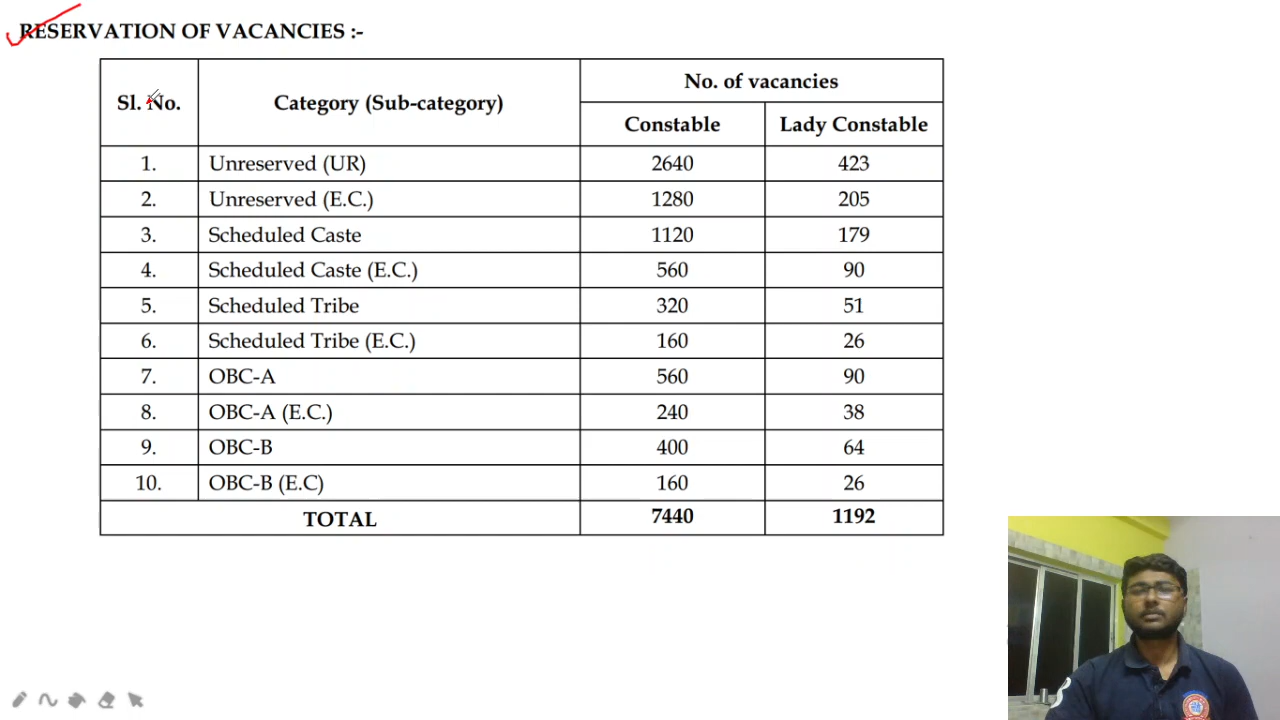 RESERVATION OF VACANCIES :-
Sl. No. Category (Sub-category) No. of vacancies
Constable Lady Constable
1. Unreserved (UR) 2640 423
2. Unreserved (E.C.) 1280 205
3. Scheduled Caste 1120 179
4. Scheduled Caste (E.C.) 560 90
5. Scheduled Tribe 320 51
6. Scheduled Tribe (E.C.) 160 26
7. OBC-A 560 90
8. OBC-A (E.C.) 240 38
9. OBC-B 400 64
10. OBC-B (E.C) 160 26
TOTAL 7440 1192